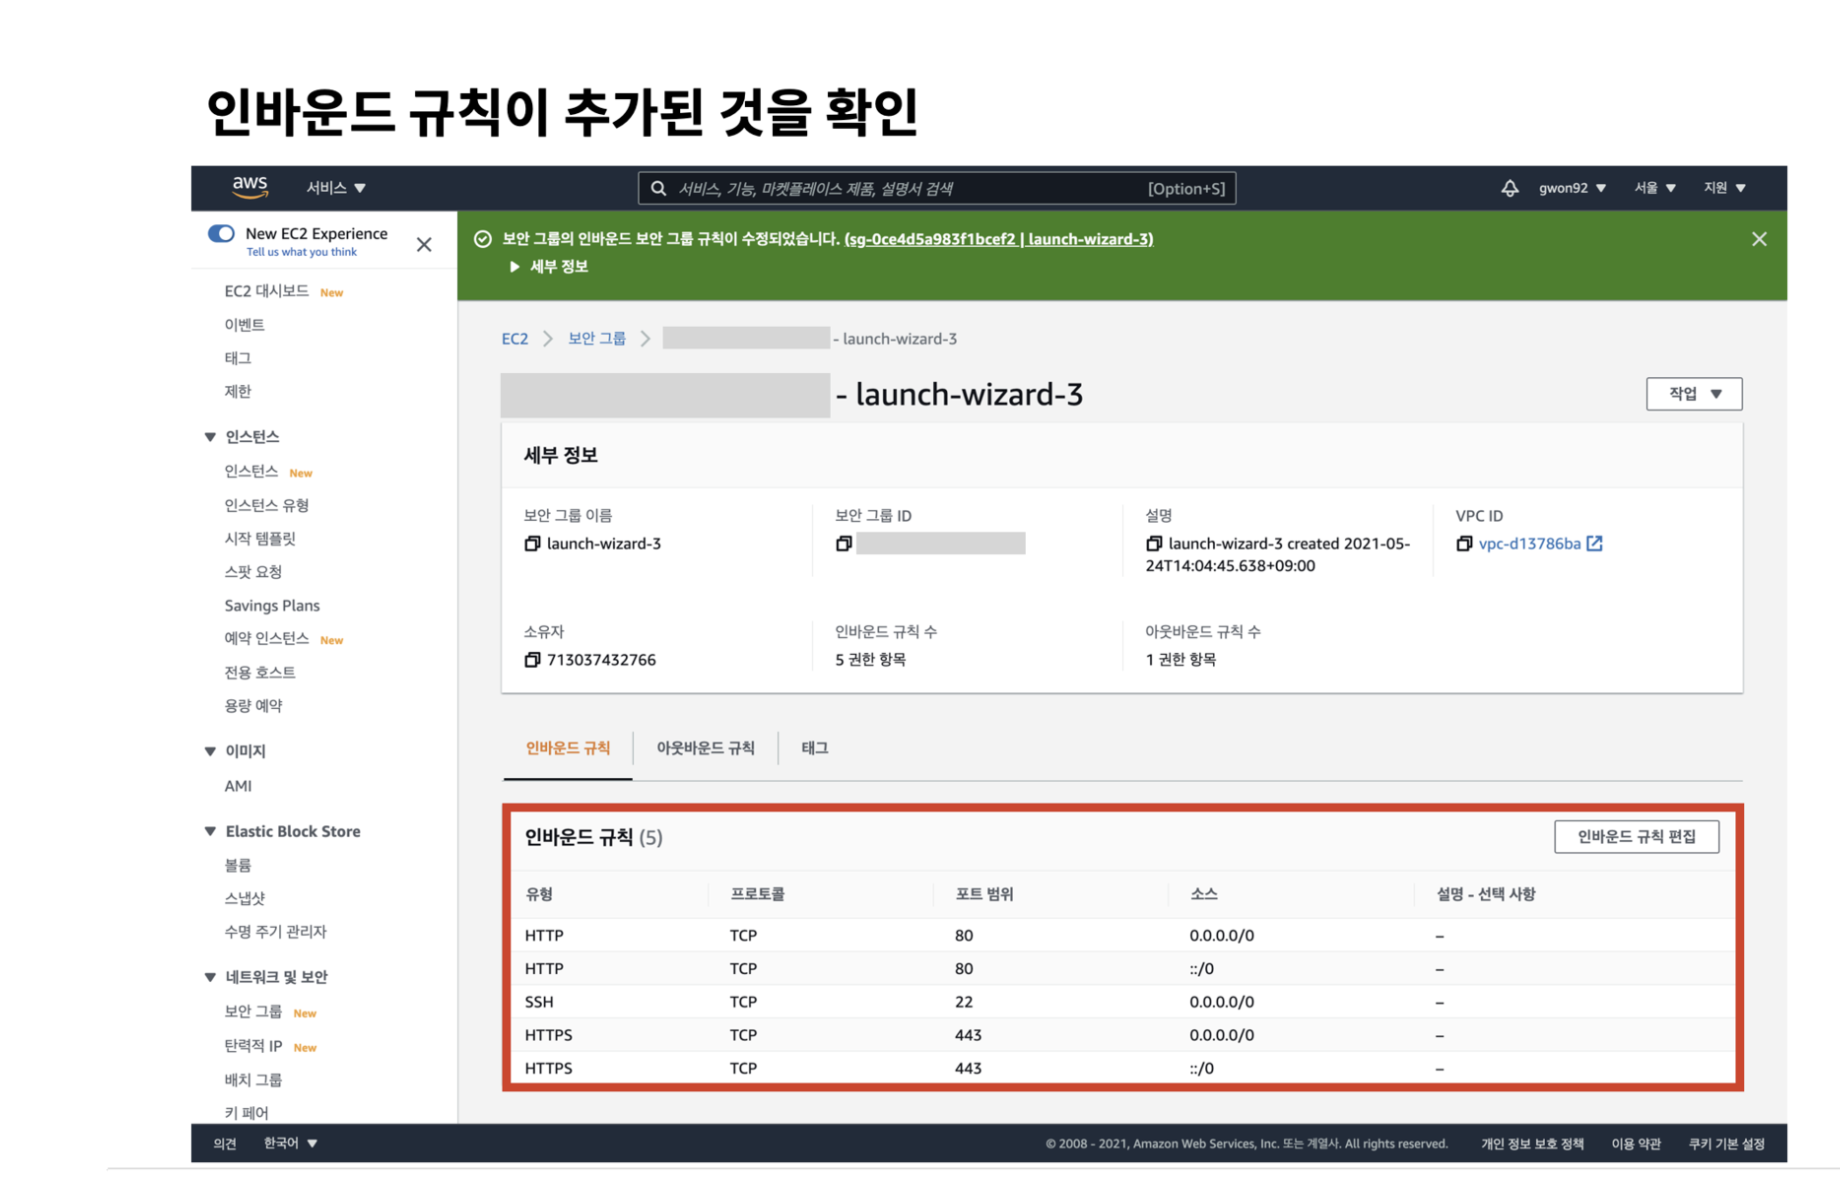 인바운드 규칙이 추가된 것을 확인
aws 서비스 ▼ 서비스, 기능, 마켓플레이스 제품, 설명서 검색 [Option+S] gwon92 ▼ 서울 ▼ 지원 ▼
New EC2 Experience
Tell us what you think
보안 그룹의 인바운드 보안 그룹 규칙이 수정되었습니다. (sg-0ce4d5a983f1bcef2 | launch-wizard-3)
▶ 세부 정보
EC2 대시보드 New
이벤트
태그
제한
▼ 인스턴스
인스턴스 New
인스턴스 유형
시작 템플릿
스팟 요청
Savings Plans
예약 인스턴스 New
전용 호스트
용량 예약
▼ 이미지
AMI
▼ Elastic Block Store
볼륨
스냅샷
수명 주기 관리자
▼ 네트워크 및 보안
보안 그룹 New
탄력적 IP New
배치 그룹
키 페어
EC2 > 보안 그룹 > - launch-wizard-3
- launch-wizard-3
작업 ▼
세부 정보
보안 그룹 이름 보안 그룹 ID 설명 VPC ID
launch-wizard-3 launch-wizard-3 created 2021-05- vpc-d13786ba
24T14:04:45.638+09:00
소유자 인바운드 규칙 수 아웃바운드 규칙 수
713037432766 5 권한 항목 1 권한 항목
인바운드 규칙 아웃바운드 규칙 태그
인바운드 규칙 (5) 인바운드 규칙 편집
유형 프로토콜 포트 범위 소스 설명 - 선택 사항
HTTP TCP 80 0.0.0.0/0 –
HTTP TCP 80 ::/0 –
SSH TCP 22 0.0.0.0/0 –
HTTPS TCP 443 0.0.0.0/0 –
HTTPS TCP 443 ::/0 –
의견 한국어 ▼ © 2008 - 2021, Amazon Web Services, Inc. 또는 계열사. All rights reserved. 개인 정보 보호 정책 이용 약관 쿠키 기본 설정